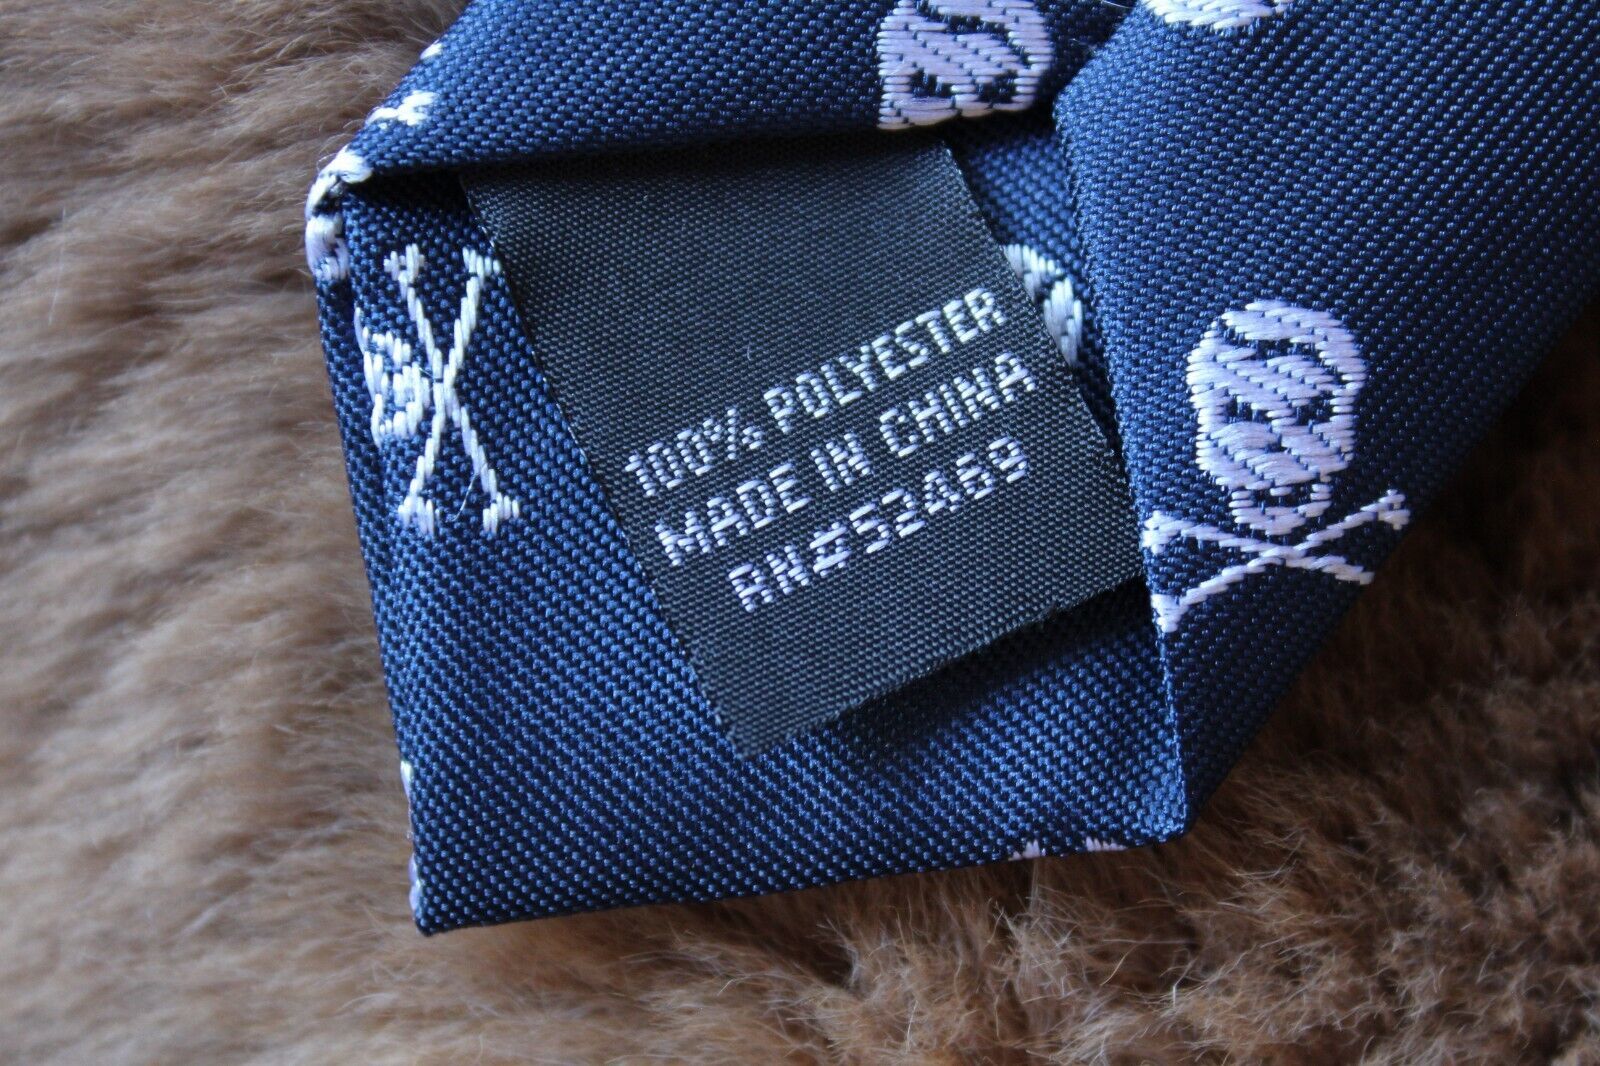 100% POLYESTER
MADE IN CHINA
RN#52469